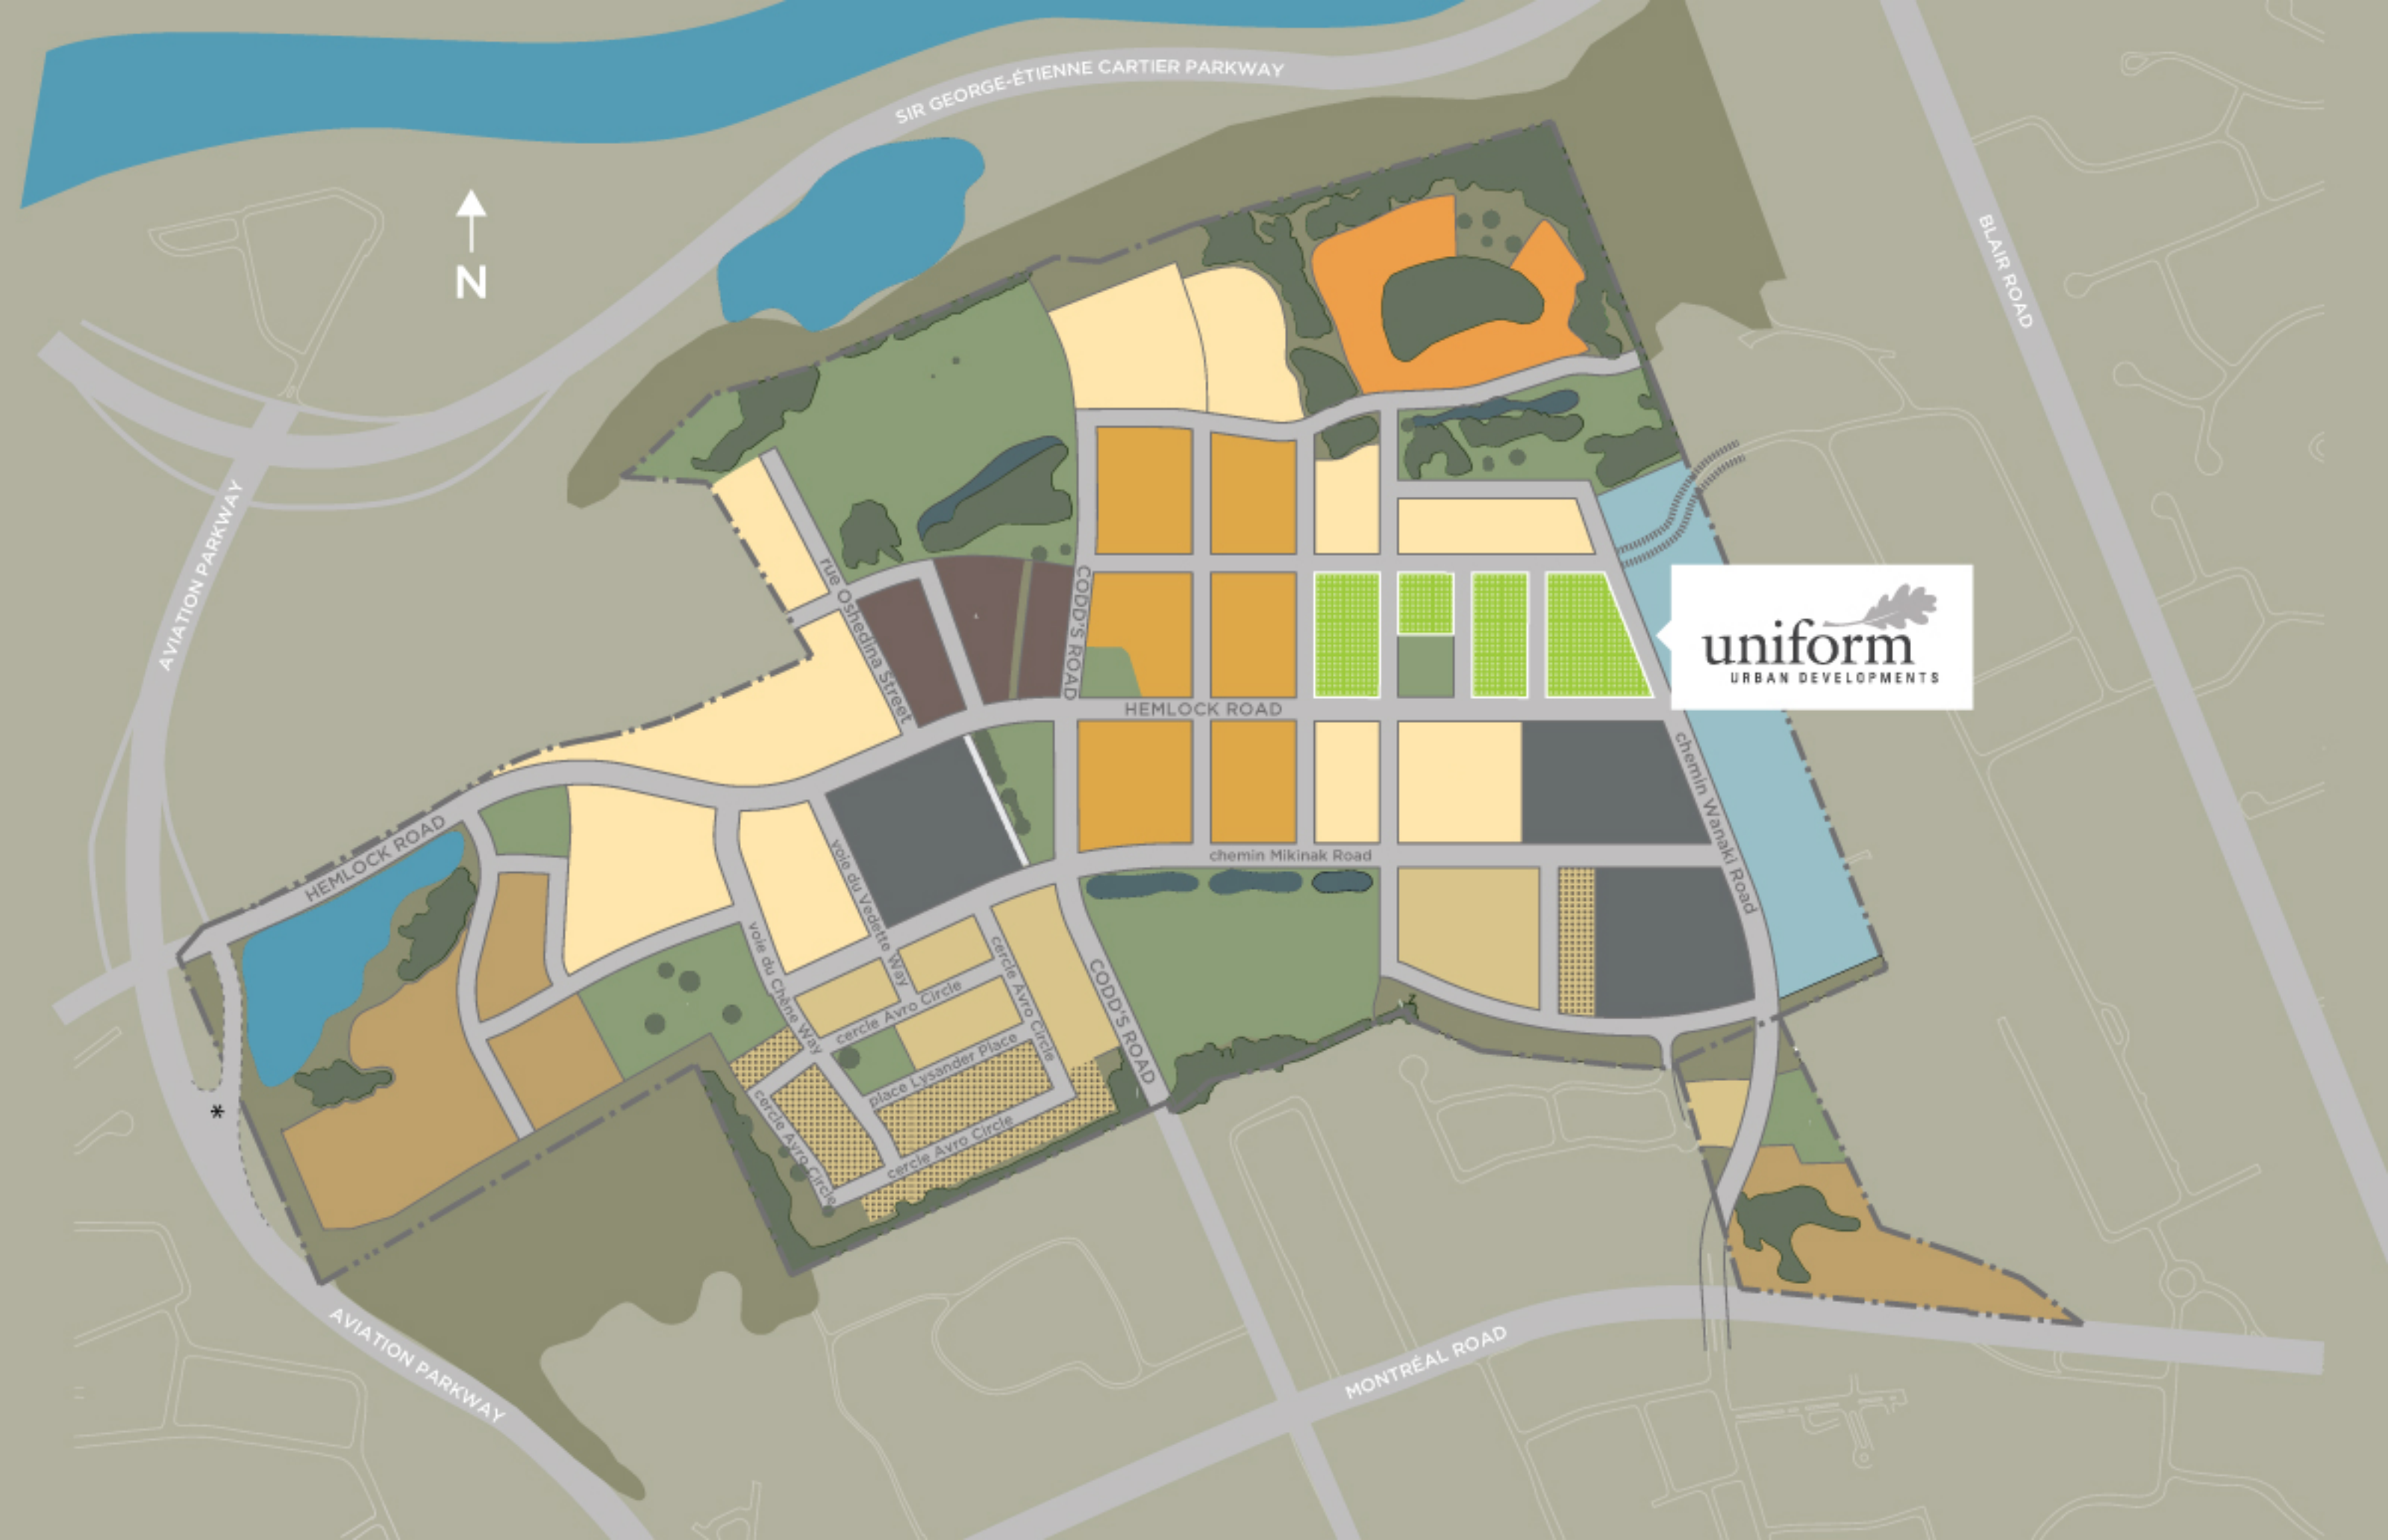 SIR GEORGE-ÉTIENNE CARTIER PARKWAY
N
BLAIR ROAD
AVIATION PARKWAY
rue Oshedina Street
CODD'S ROAD
uniform
URBAN DEVELOPMENTS
HEMLOCK ROAD
chemin Wanaki Road
HEMLOCK ROAD
voie du Vedette Way
chemin Mikinak Road
voie du Chêne Way
cercle Avro Circle
cercle Avro Circle
CODD'S ROAD
place Lysander Place
cercle Avro Circle
cercle Avro Circle
*
AVIATION PARKWAY
MONTRÉAL ROAD